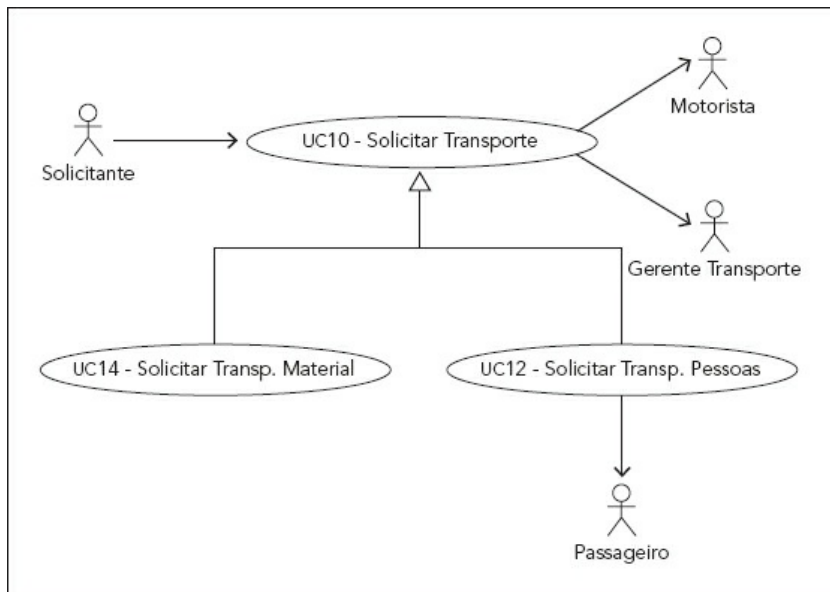 Motorista
UC10 - Solicitar Transporte
Solicitante
Gerente Transporte
UC14 - Solicitar Transp. Material
UC12 - Solicitar Transp. Pessoas
Passageiro